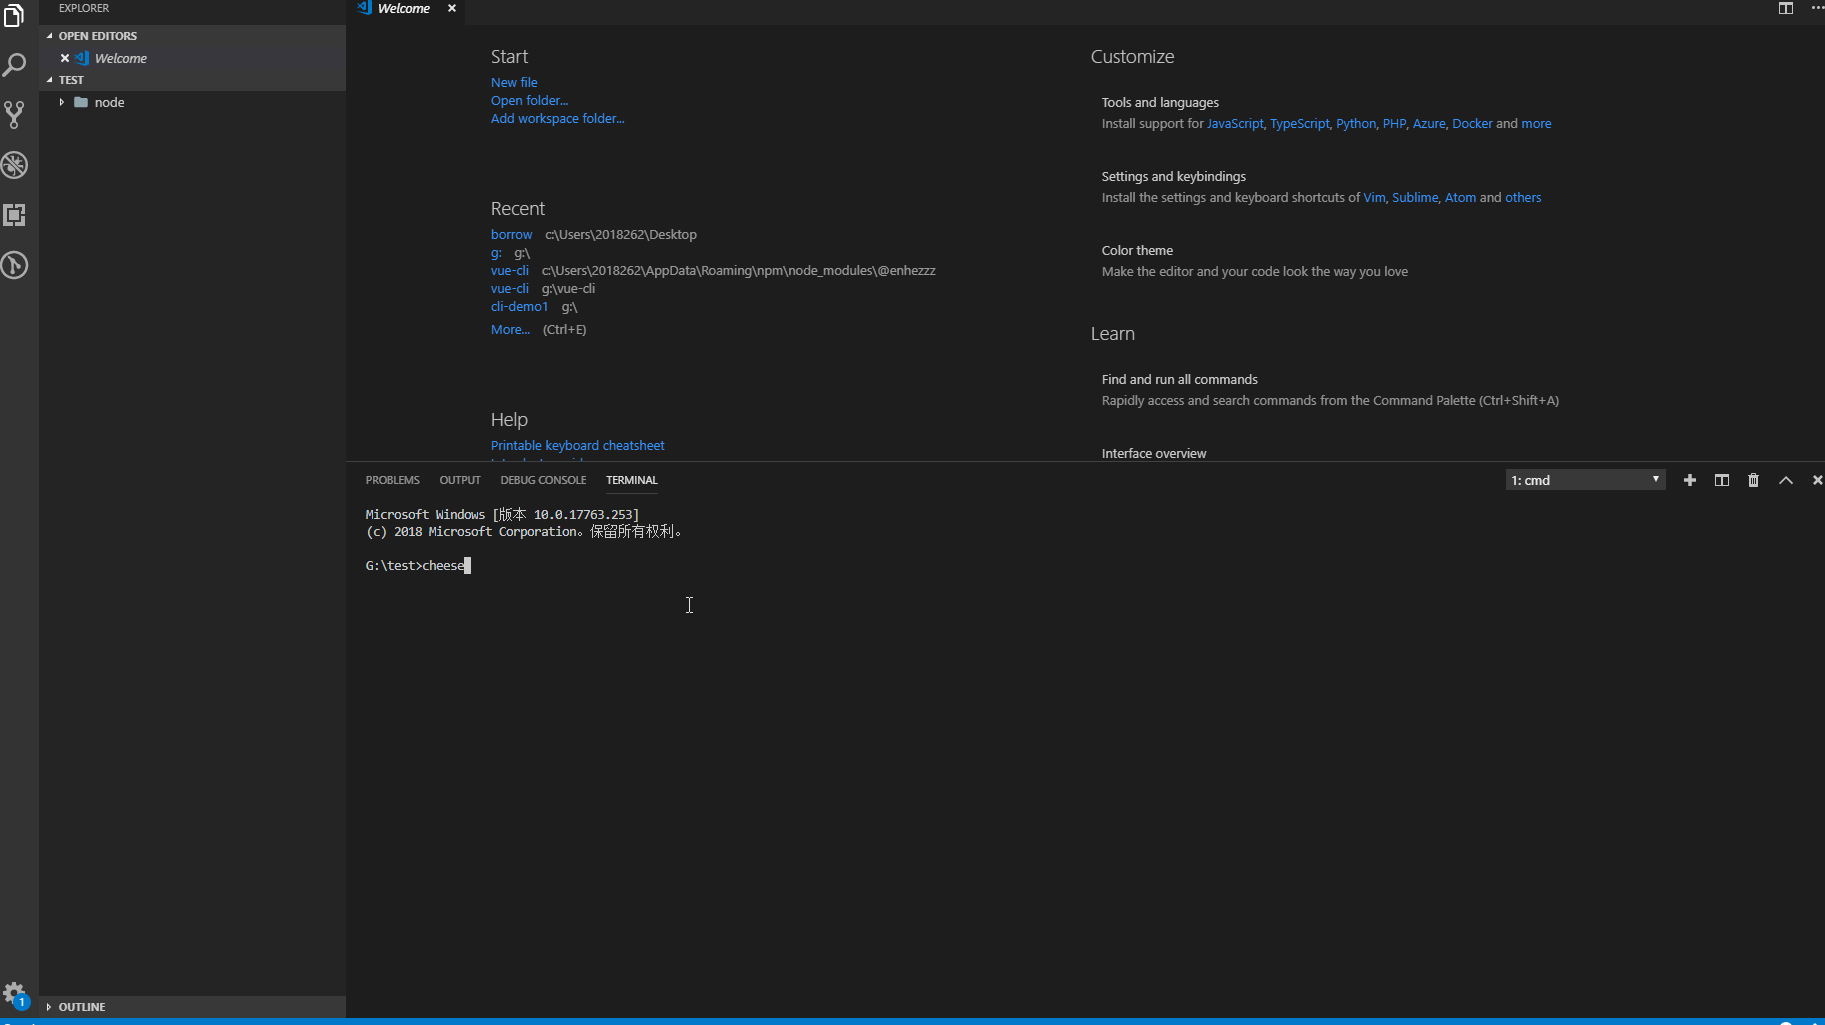 EXPLORER
OPEN EDITORS
Welcome
TEST
node
OUTLINE
1
Welcome
Start
New file
Open folder...
Add workspace folder...
Recent
borrow c:\Users\2018262\Desktop
g: g:\
vue-cli c:\Users\2018262\AppData\Roaming\npm\node_modules\@enhezzz
vue-cli g:\vue-cli
cli-demo1 g:\
More... (Ctrl+E)
Help
Printable keyboard cheatsheet
Customize
Tools and languages
Install support for JavaScript, TypeScript, Python, PHP, Azure, Docker and more
Settings and keybindings
Install the settings and keyboard shortcuts of Vim, Sublime, Atom and others
Color theme
Make the editor and your code look the way you love
Learn
Find and run all commands
Rapidly access and search commands from the Command Palette (Ctrl+Shift+A)
Interface overview
PROBLEMS OUTPUT DEBUG CONSOLE TERMINAL
1: cmd
Microsoft Windows [版本 10.0.17763.253]
(c) 2018 Microsoft Corporation。保留所有权利。
G:\test>cheese